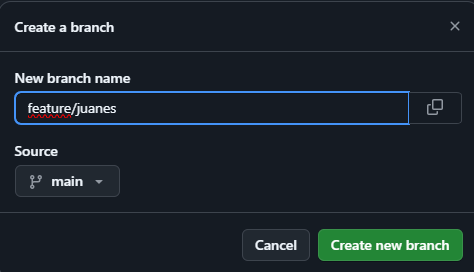 Create a branch
New branch name
feature/juanes
Source
main
Cancel
Create new branch